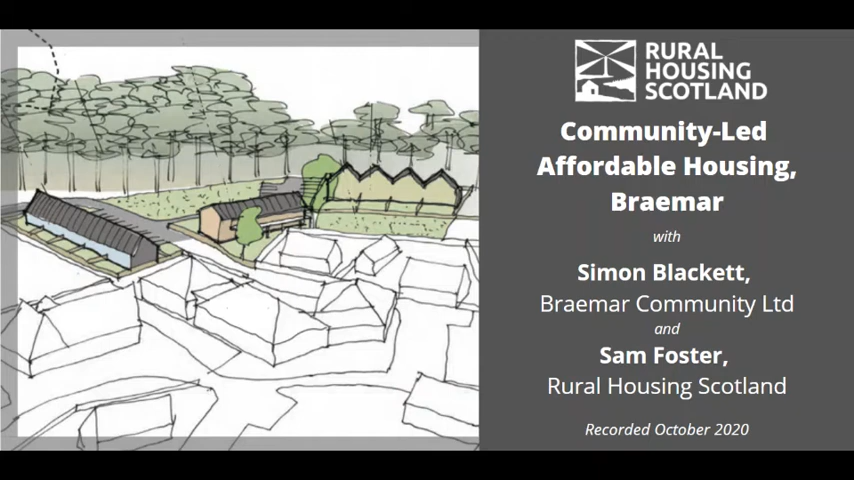 RURAL
HOUSING
SCOTLAND
Community-Led
Affordable Housing,
Braemar
with
Simon Blackett,
Braemar Community Ltd
and
Sam Foster,
Rural Housing Scotland
Recorded October 2020